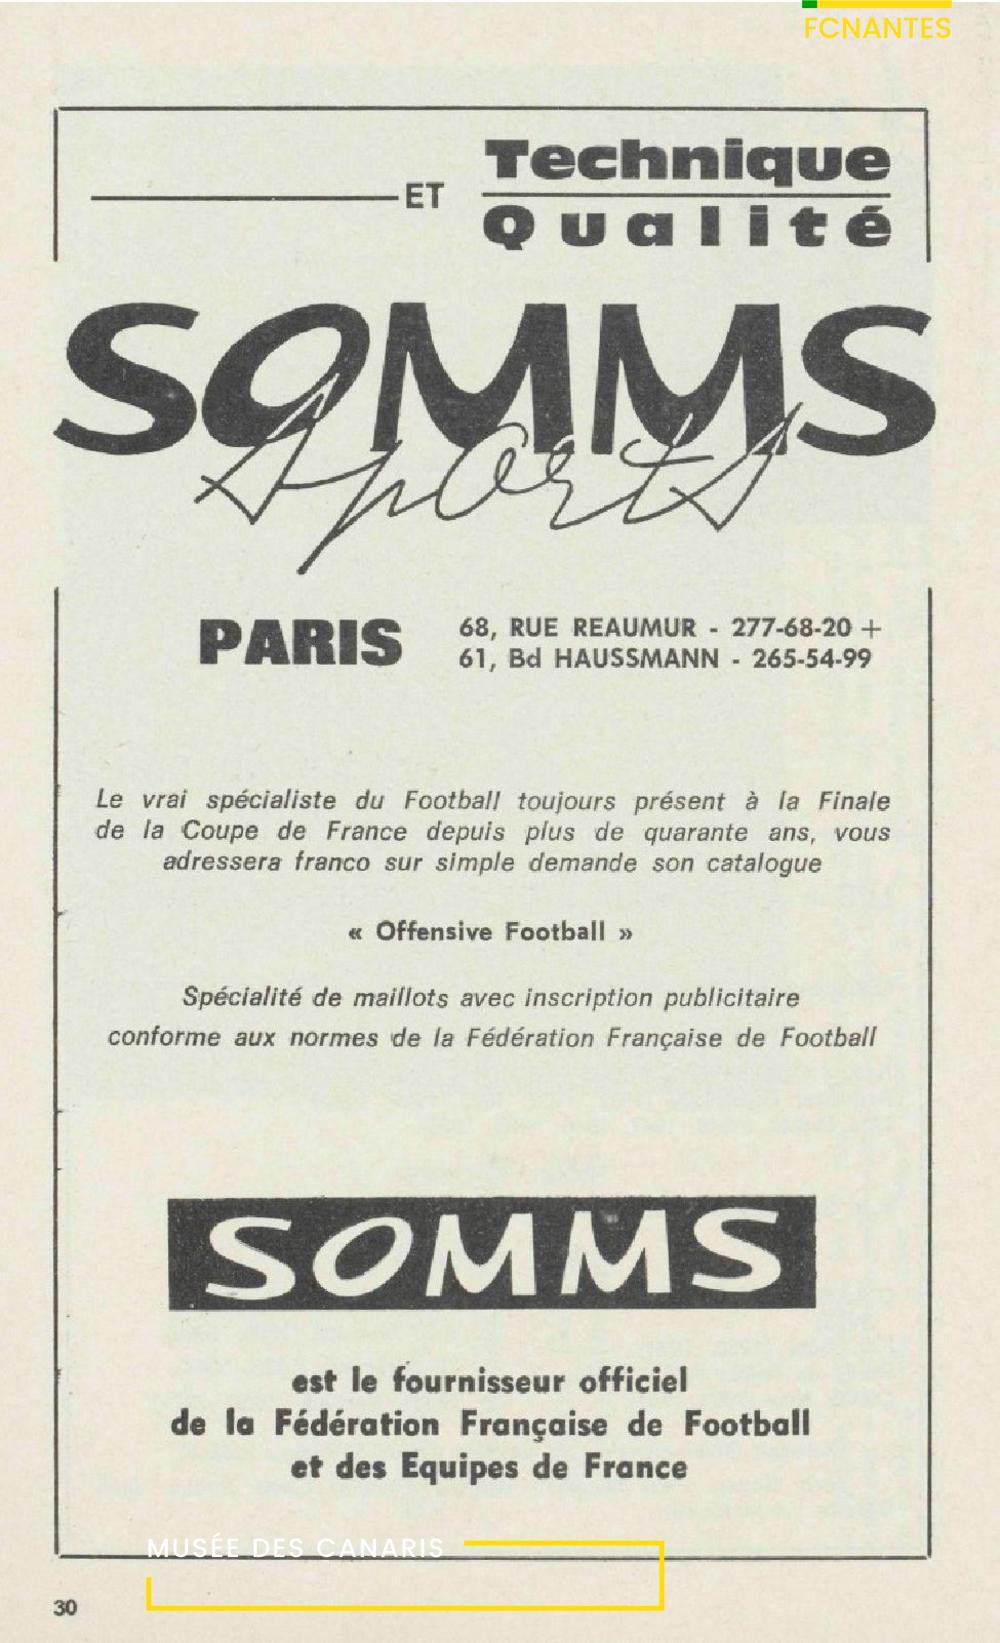 FCNANTES
Technique
ET
Qualité
SOMMS
Sports
PARIS
68, RUE REAUMUR - 277-68-20 +
61, Bd HAUSSMANN - 265-54-99
Le vrai spécialiste du Football toujours présent à la Finale
de la Coupe de France depuis plus de quarante ans, vous
adressera franco sur simple demande son catalogue
« Offensive Football »
Spécialité de maillots avec inscription publicitaire
conforme aux normes de la Fédération Française de Football
SOMMS
est le fournisseur officiel
de la Fédération Française de Football
et des Equipes de France
MUSÉE DES CANARIS
30